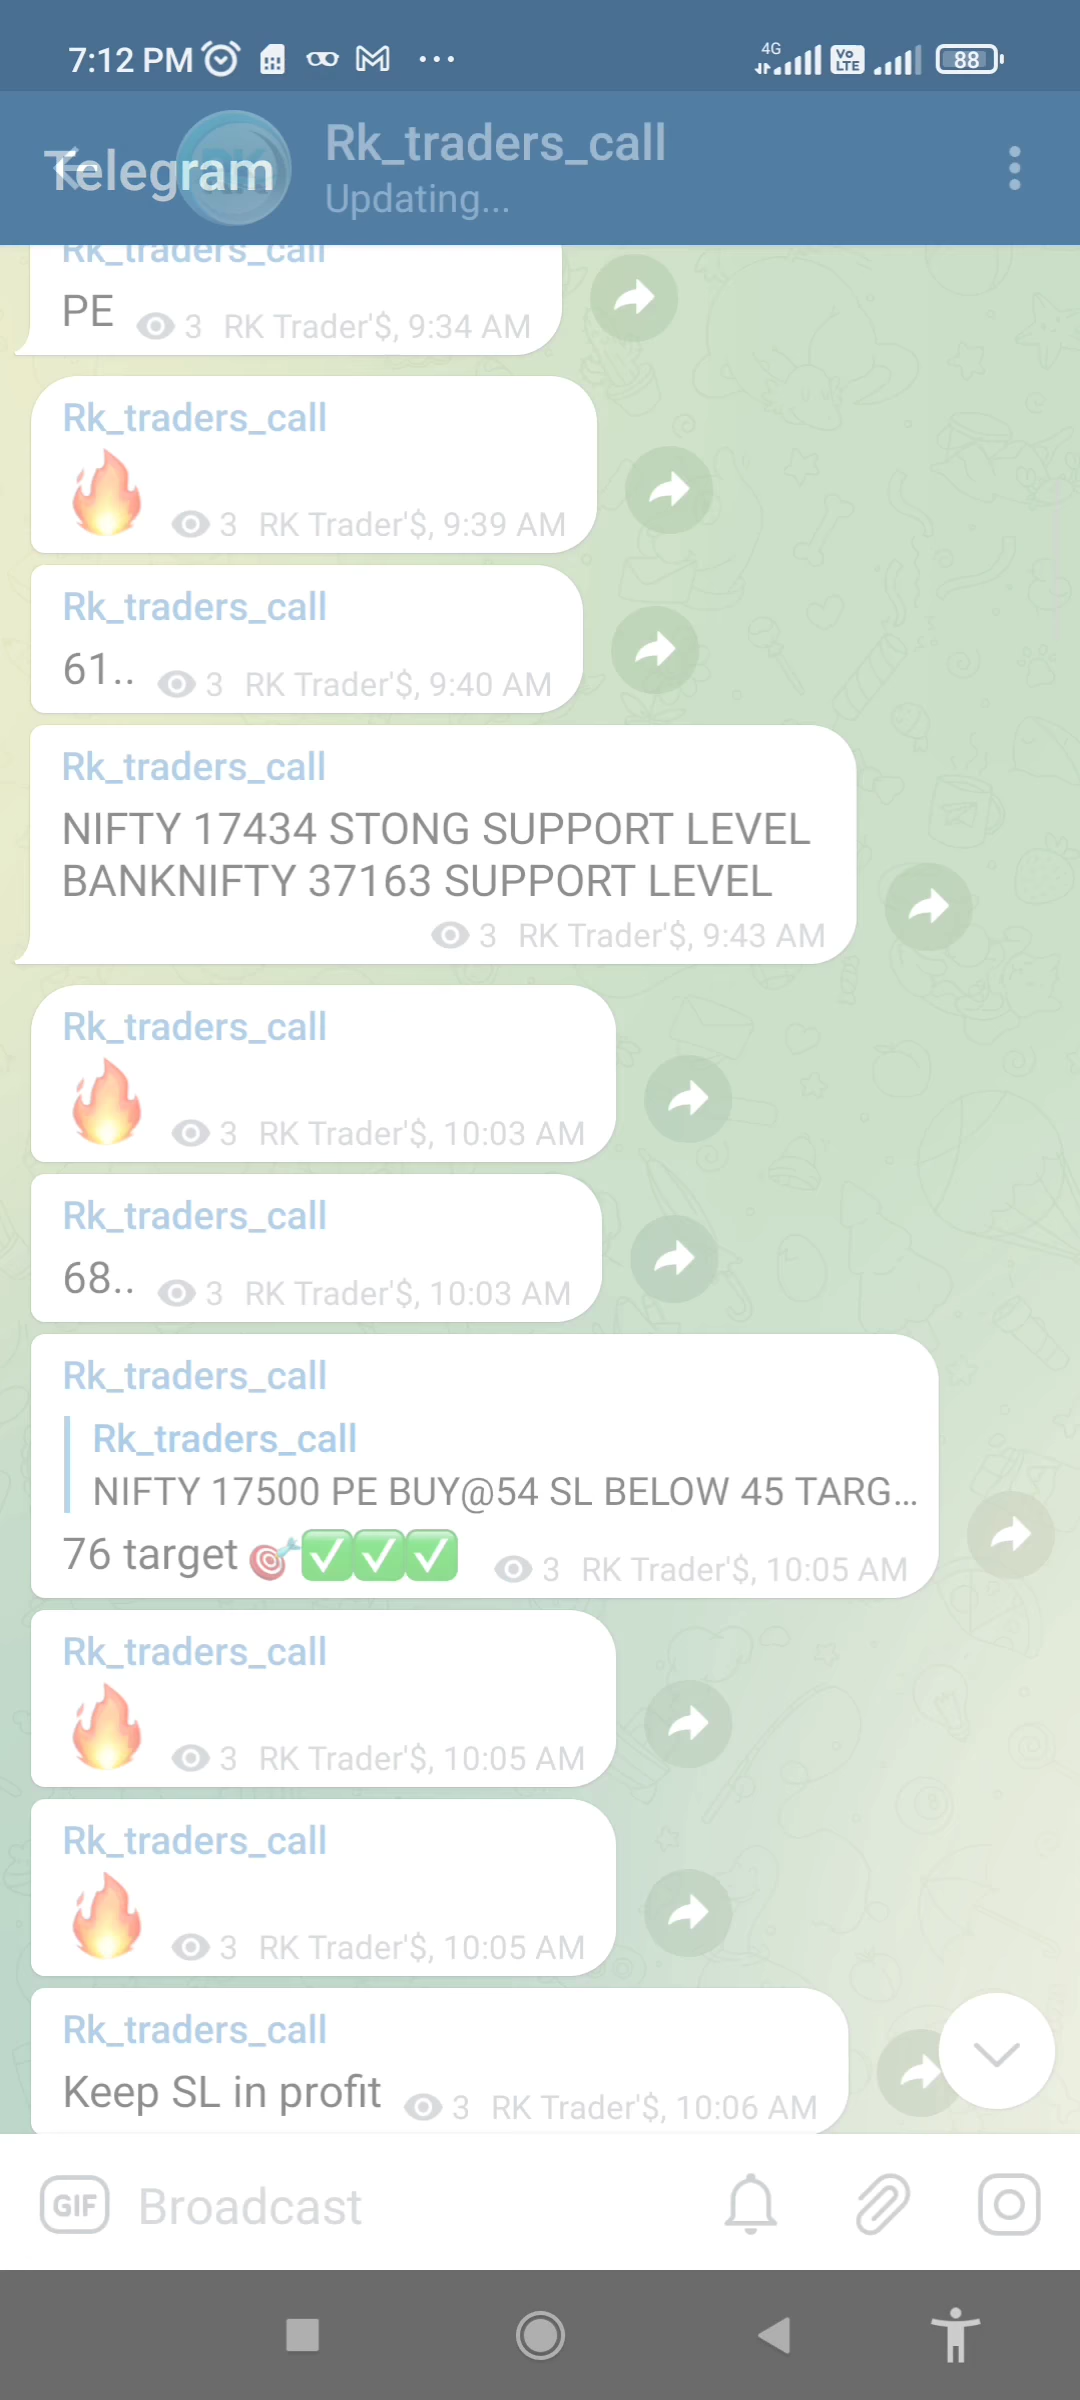 7:12 PM
4G
Vo LTE
88
Telegram
Rk_traders_call
Updating...
Rk_traders_call
PE 3 RK Trader'$, 9:34 AM
Rk_traders_call
🔥 3 RK Trader'$, 9:39 AM
Rk_traders_call
61.. 3 RK Trader'$, 9:40 AM
Rk_traders_call
NIFTY 17434 STONG SUPPORT LEVEL
BANKNIFTY 37163 SUPPORT LEVEL
3 RK Trader'$, 9:43 AM
Rk_traders_call
🔥 3 RK Trader'$, 10:03 AM
Rk_traders_call
68.. 3 RK Trader'$, 10:03 AM
Rk_traders_call
Rk_traders_call
NIFTY 17500 PE BUY@54 SL BELOW 45 TARG...
76 target 🎯✅✅✅ 3 RK Trader'$, 10:05 AM
Rk_traders_call
🔥 3 RK Trader'$, 10:05 AM
Rk_traders_call
🔥 3 RK Trader'$, 10:05 AM
Rk_traders_call
Keep SL in profit 3 RK Trader'$, 10:06 AM
GIF Broadcast